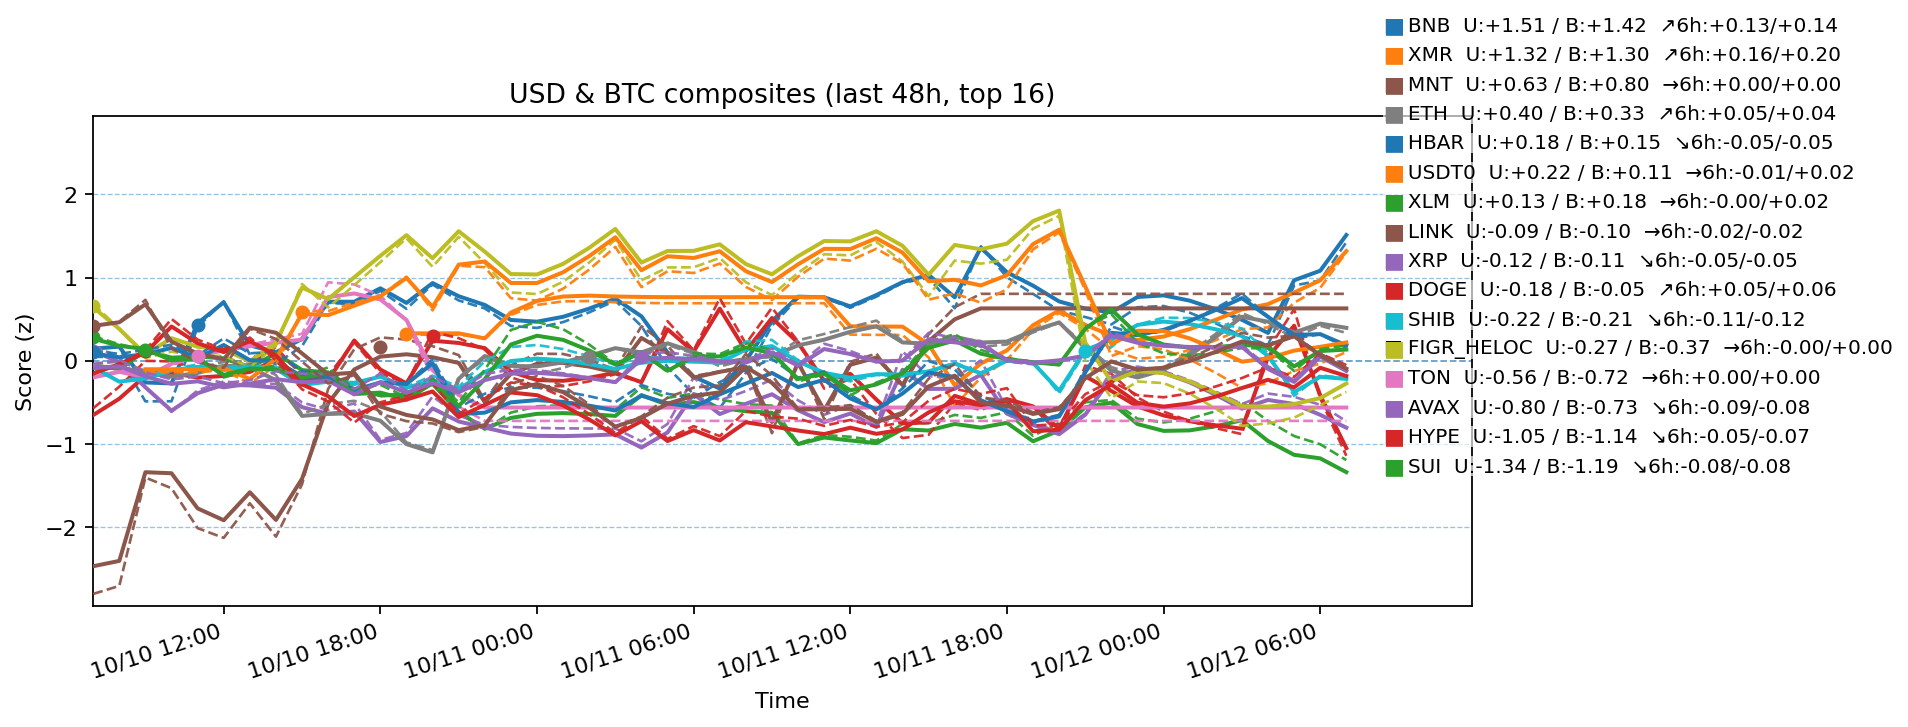 BNB  U:+1.51 / B:+1.42  ↗6h:+0.13/+0.14
XMR  U:+1.32 / B:+1.30  ↗6h:+0.16/+0.20
MNT  U:+0.63 / B:+0.80  →6h:+0.00/+0.00
ETH  U:+0.40 / B:+0.33  ↗6h:+0.05/+0.04
HBAR  U:+0.18 / B:+0.15  ↘6h:-0.05/-0.05
USDT0  U:+0.22 / B:+0.11  →6h:-0.01/+0.02
XLM  U:+0.13 / B:+0.18  →6h:-0.00/+0.02
LINK  U:-0.09 / B:-0.10  →6h:-0.02/-0.02
XRP  U:-0.12 / B:-0.11  ↘6h:-0.05/-0.05
DOGE  U:-0.18 / B:-0.05  ↗6h:+0.05/+0.06
SHIB  U:-0.22 / B:-0.21  ↘6h:-0.11/-0.12
FIGR_HELOC  U:-0.27 / B:-0.37  →6h:-0.00/+0.00
TON  U:-0.56 / B:-0.72  →6h:+0.00/+0.00
AVAX  U:-0.80 / B:-0.73  ↘6h:-0.09/-0.08
HYPE  U:-1.05 / B:-1.14  ↘6h:-0.05/-0.07
SUI  U:-1.34 / B:-1.19  ↘6h:-0.08/-0.08
USD & BTC composites (last 48h, top 16)
Score (z)
2
1
0
−1
−2
10/10 12:00
10/10 18:00
10/11 00:00
10/11 06:00
10/11 12:00
10/11 18:00
10/12 00:00
10/12 06:00
Time